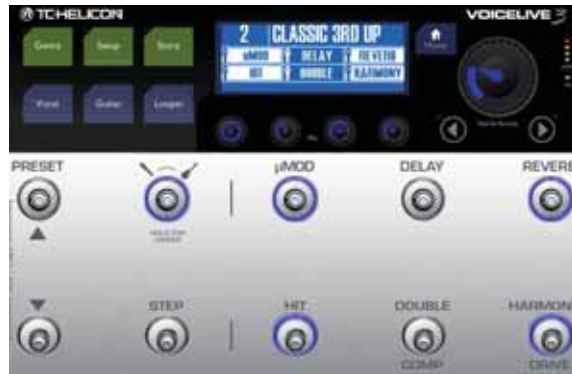 TC·HELICON
VOICELIVE 3
Genre Setup Store
2 CLASSIC 3RD UP
µMOD DELAY REVERB
HIT DOUBLE HARMONY
Home
Vocal Guitar Looper
PRESET µMOD DELAY REVERB
STEP HIT DOUBLE HARMON
COMP DRIVE